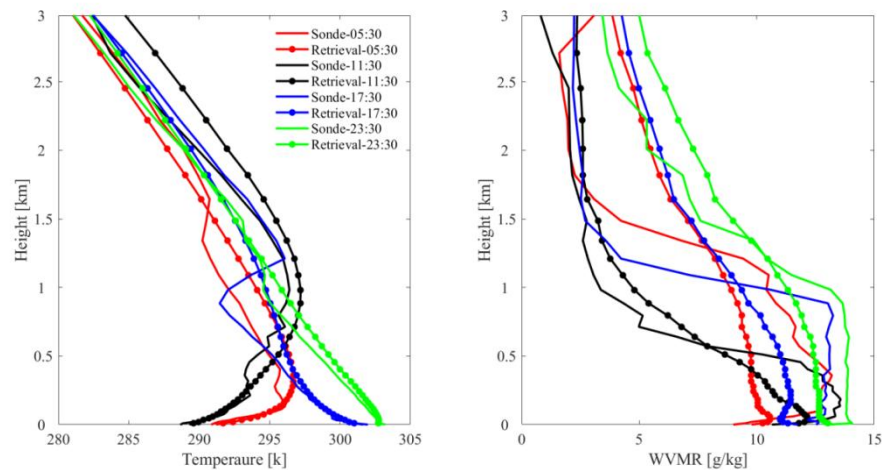 3
2.5
2
1.5
1
0.5
0
Height [km]
280 285 290 295 300 305
Temperaure [k]
Sonde-05:30
Retrieval-05:30
Sonde-11:30
Retrieval-11:30
Sonde-17:30
Retrieval-17:30
Sonde-23:30
Retrieval-23:30
3
2.5
2
1.5
1
0.5
0
Height [km]
0 5 10 15
WVMR [g/kg]